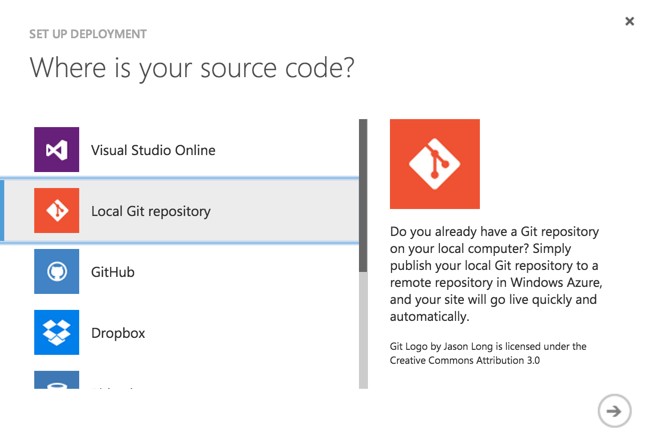 SET UP DEPLOYMENT
Where is your source code?
Visual Studio Online
Local Git repository
GitHub
Dropbox
Do you already have a Git repository
on your local computer? Simply
publish your local Git repository to a
remote repository in Windows Azure,
and your site will go live quickly and
automatically.
Git Logo by Jason Long is licensed under the
Creative Commons Attribution 3.0